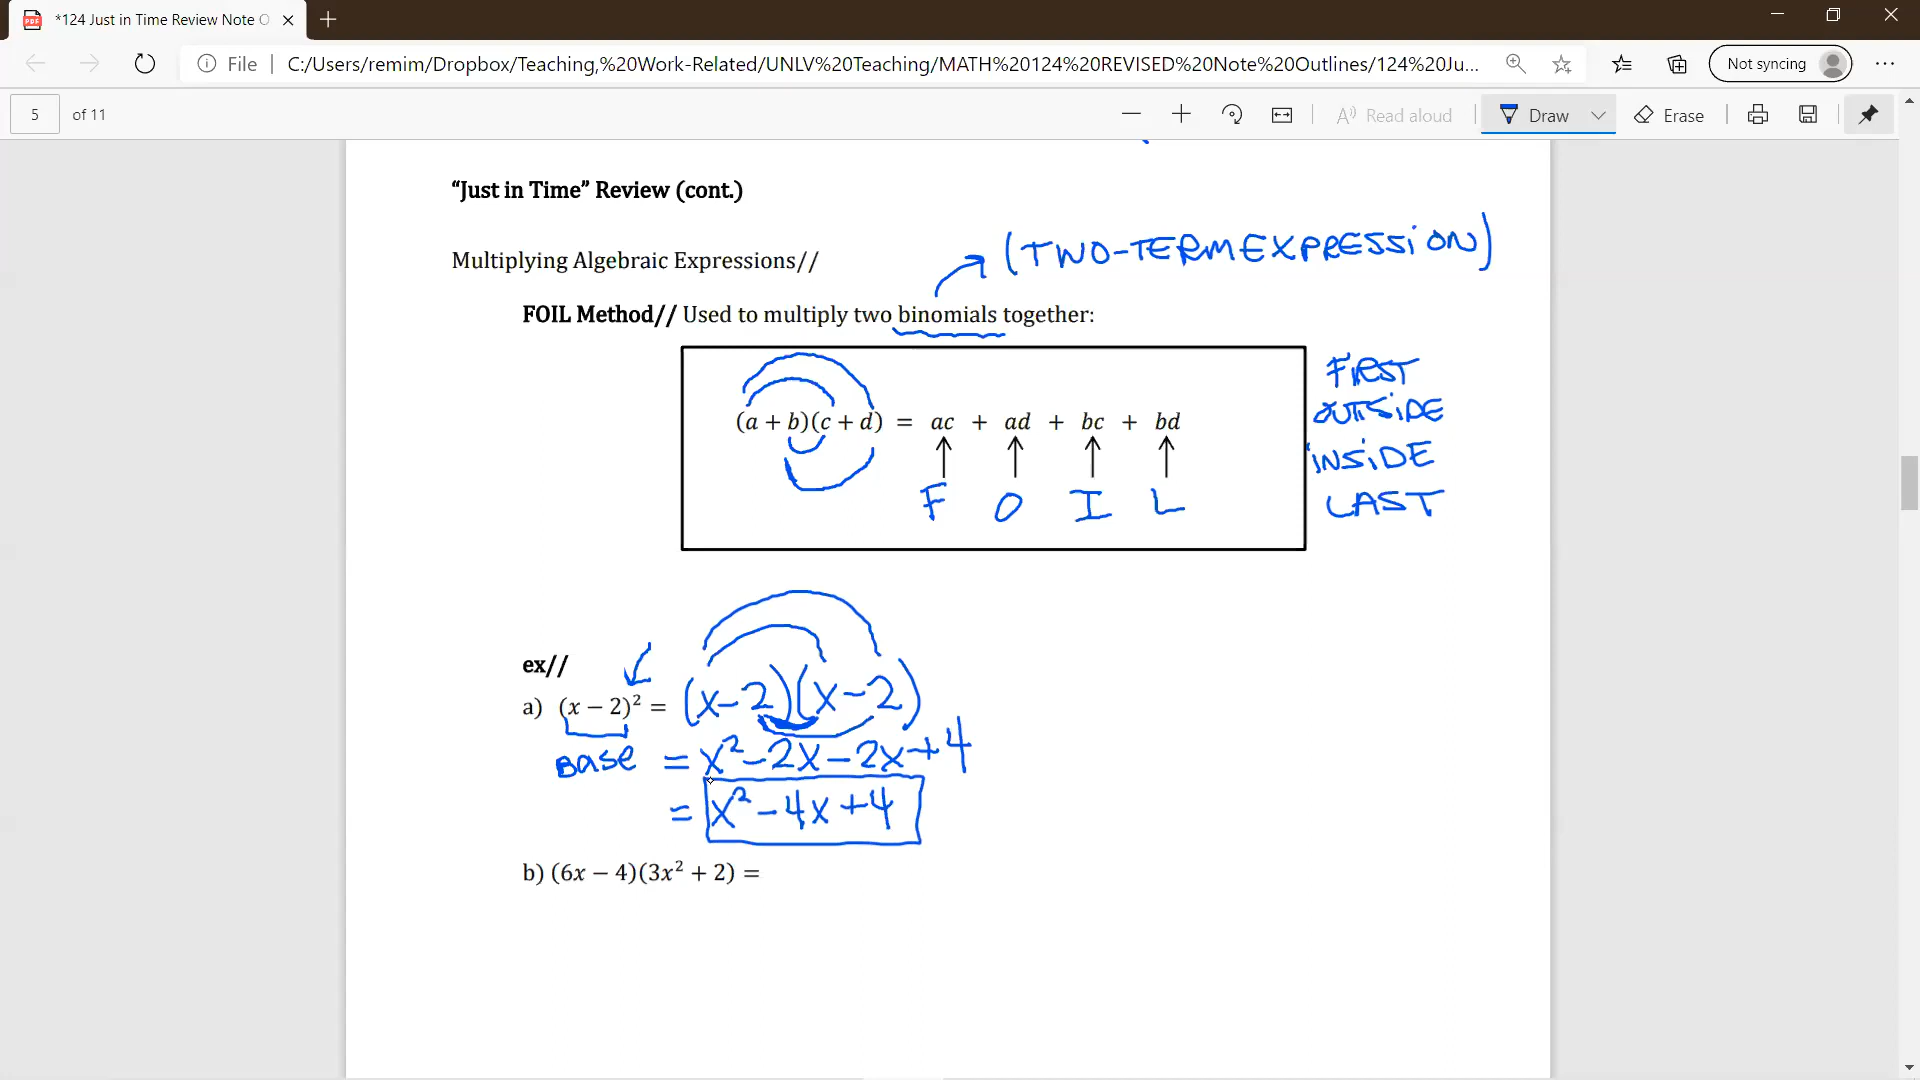 *124 Just in Time Review Note O
File
C:/Users/remim/Dropbox/Teaching,%20Work-Related/UNLV%20Teaching/MATH%20124%20REVISED%20Note%20Outlines/124%20Ju...
Not syncing
5 of 11
Read aloud
Draw
Erase
“Just in Time” Review (cont.)
(TWO-TERM EXPRESSION)
Multiplying Algebraic Expressions//
FOIL Method// Used to multiply two binomials together:
(a + b)(c + d) = ac + ad + bc + bd
F O I L
FIRST
OUTSIDE
INSIDE
LAST
ex//
a) (x − 2)² = (x-2)(x-2)
BASE = x²-2x-2x+4
= x²-4x+4
b) (6x − 4)(3x² + 2) =